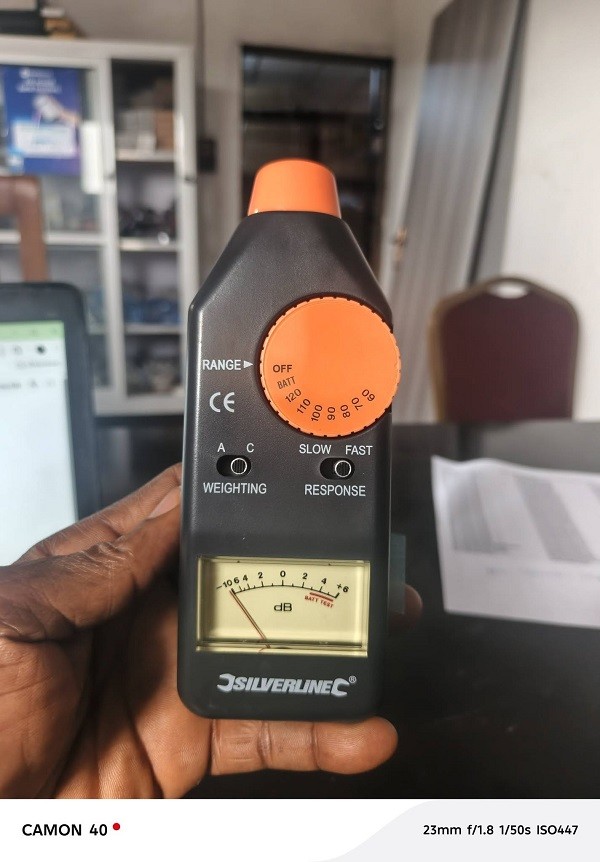 RANGE
OFF
BATT
120
110
100
90
80
70
60
CE
A C
WEIGHTING
SLOW FAST
RESPONSE
-10 6 4 2 0 2 4 +6
BATT TEST
dB
SILVERLINE®
CAMON 40
23mm f/1.8 1/50s ISO447